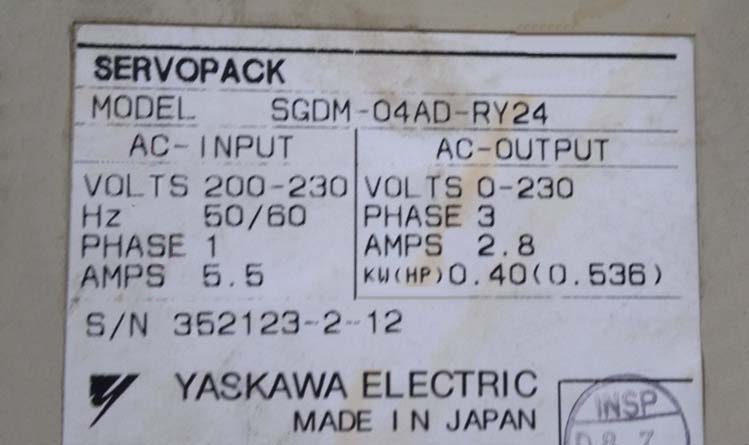 SERVOPACK
MODEL SGDM-04AD-RY24
AC-INPUT AC-OUTPUT
VOLTS 200-230 VOLTS 0-230
Hz 50/60 PHASE 3
PHASE 1 AMPS 2.8
AMPS 5.5 KW(HP)0.40(0.536)
S/N 352123-2-12
YASKAWA ELECTRIC
MADE IN JAPAN
INSP